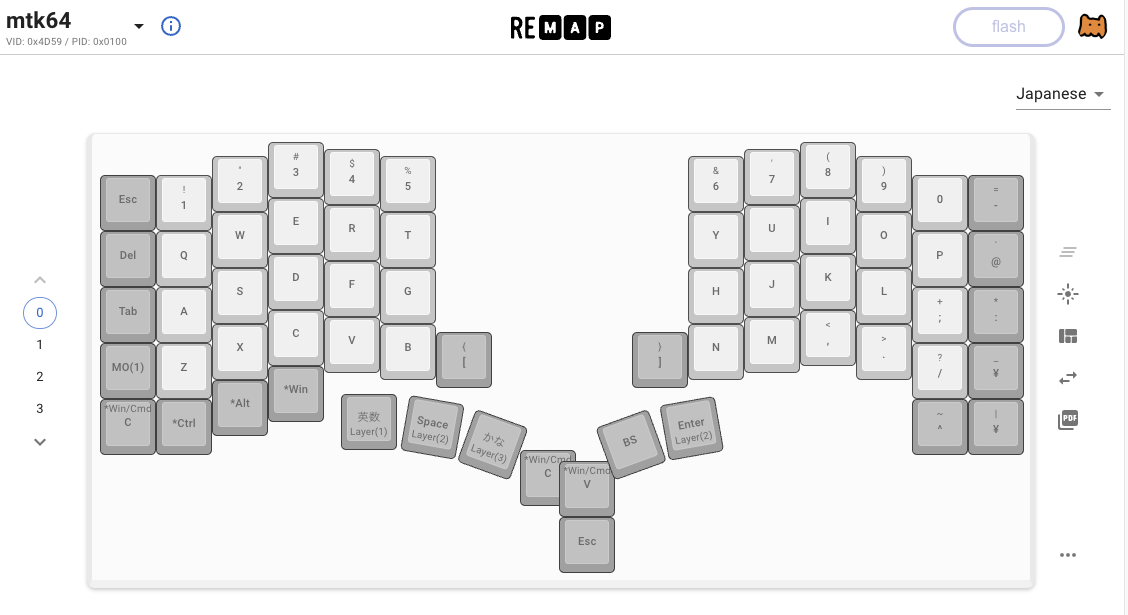 mtk64
VID: 0x4D59 / PID: 0x0100
REMAP
flash
Japanese
0
1
2
3
Esc
!
1
"
2
#
3
$
4
%
5
&
6
'
7
(
8
)
9
0
=
-
Del
Q
W
E
R
T
Y
U
I
O
P
`
@
Tab
A
S
D
F
G
H
J
K
L
+
;
*
:
MO(1)
Z
X
C
V
B
{
[
}
]
N
M
<
,
>
.
?
/
_
¥
*Win/Cmd
C
*Ctrl
*Alt
*Win
英数
Layer(1)
Space
Layer(2)
かな
Layer(3)
*Win/Cmd
C
*Win/Cmd
V
Esc
BS
Enter
Layer(2)
~
^
|
¥
PDF